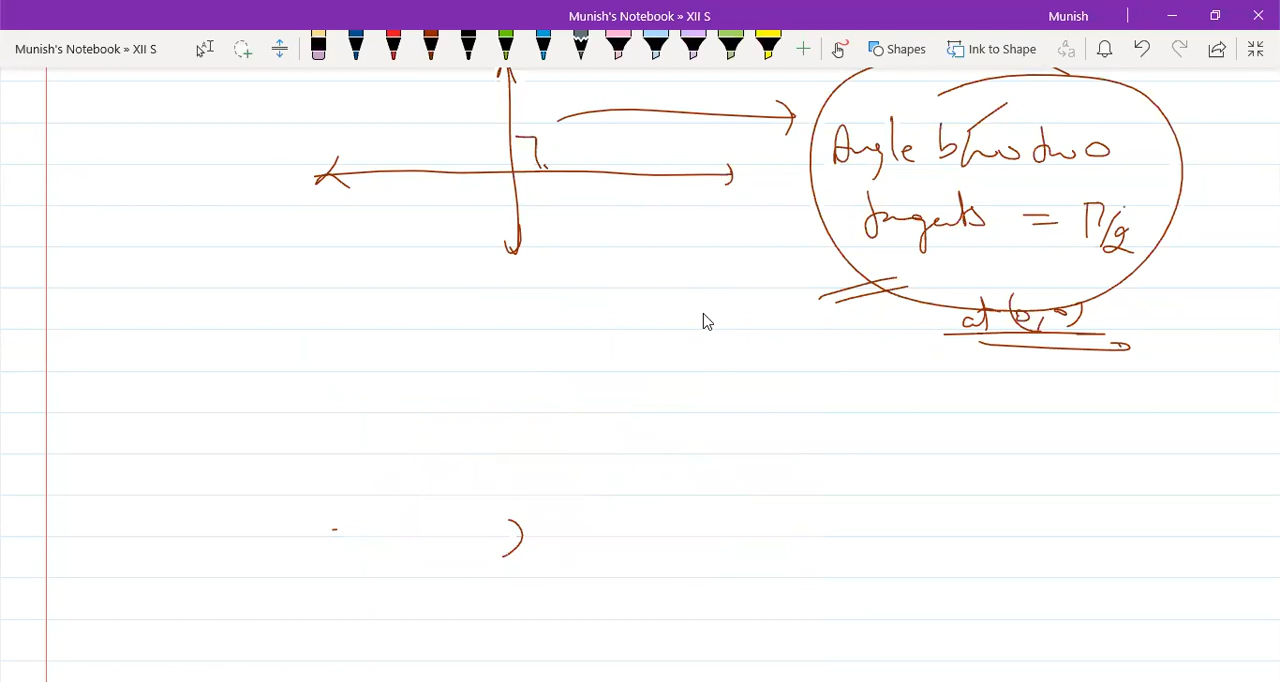 Munish's Notebook » XII S
Munish
Munish's Notebook » XII S
Shapes
Ink to Shape
Angle b/w two
tangents = π/2
at (0, 0)
)